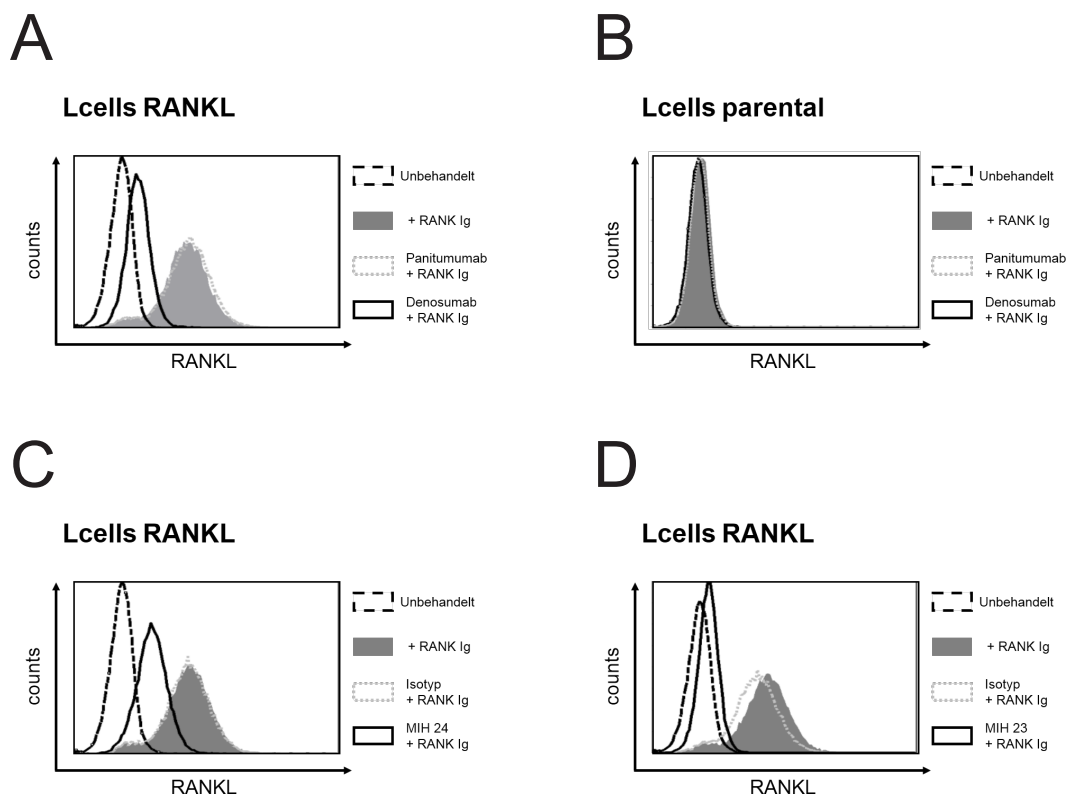 A
Lcells RANKL
counts
RANKL
Unbehandelt
+ RANK Ig
Panitumumab
+ RANK Ig
Denosumab
+ RANK Ig
B
Lcells parental
counts
RANKL
Unbehandelt
+ RANK Ig
Panitumumab
+ RANK Ig
Denosumab
+ RANK Ig
C
Lcells RANKL
counts
RANKL
Unbehandelt
+ RANK Ig
Isotyp
+ RANK Ig
MIH 24
+ RANK Ig
D
Lcells RANKL
counts
RANKL
Unbehandelt
+ RANK Ig
Isotyp
+ RANK Ig
MIH 23
+ RANK Ig